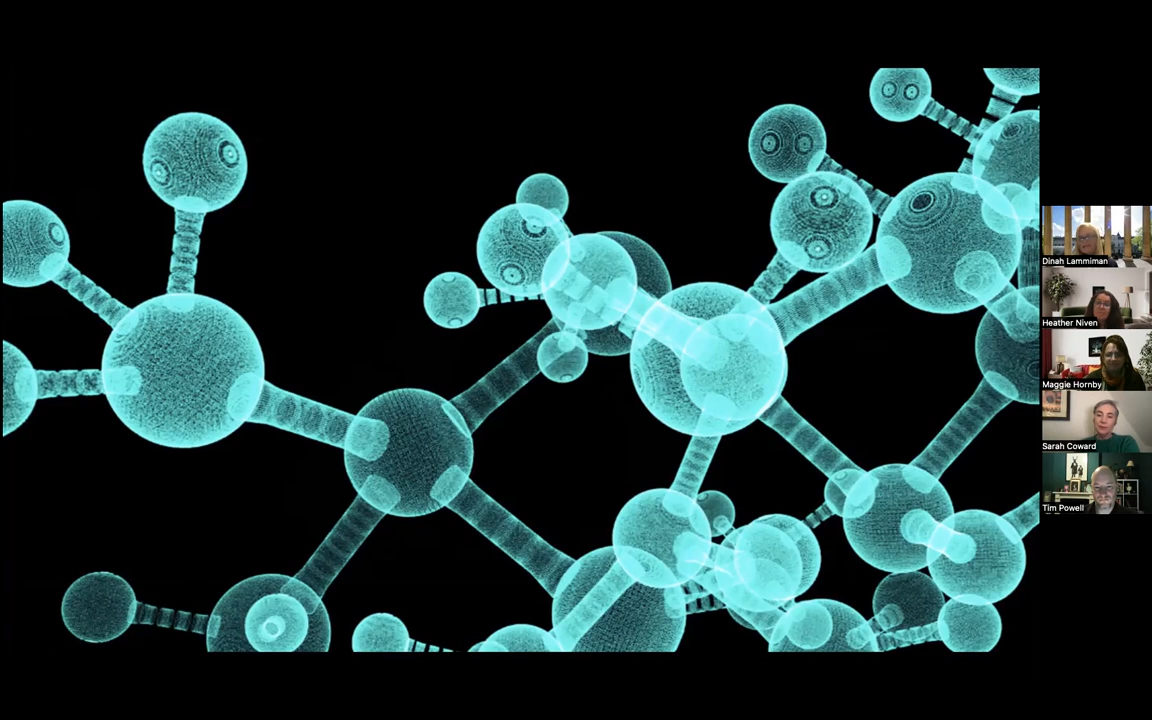 Dinah Lammiman
Heather Niven
Maggie Hornby
Sarah Coward
Tim Powell